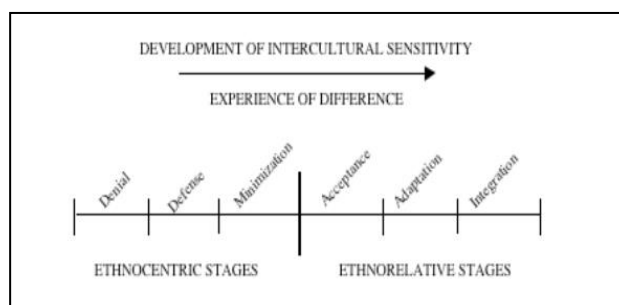 DEVELOPMENT OF INTERCULTURAL SENSITIVITY
EXPERIENCE OF DIFFERENCE
Denial
Defense
Minimization
Acceptance
Adaptation
Integration
ETHNOCENTRIC STAGES
ETHNORELATIVE STAGES